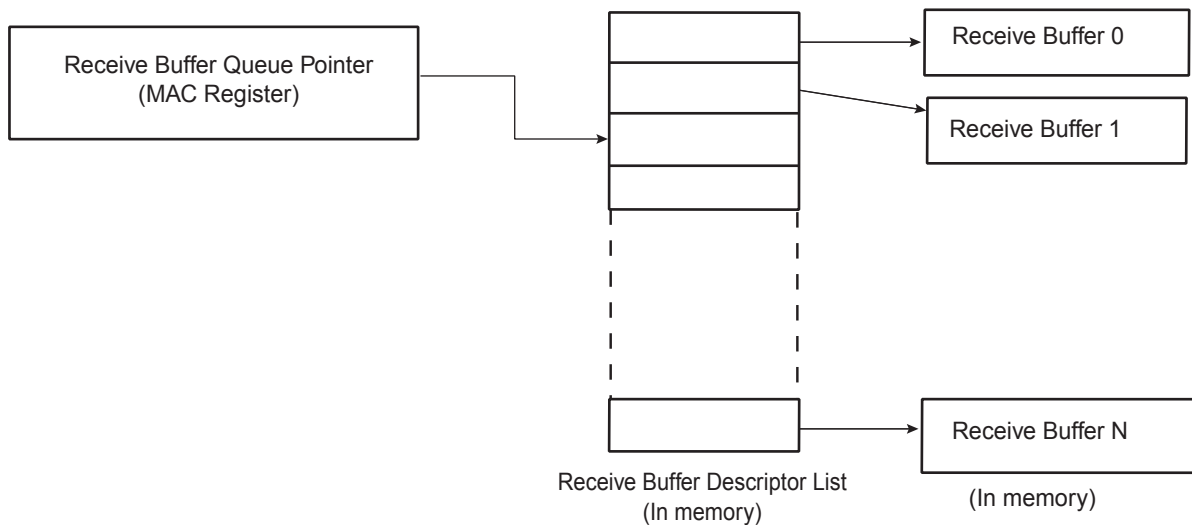 Receive Buffer Queue Pointer
(MAC Register)
Receive Buffer 0
Receive Buffer 1
Receive Buffer N
Receive Buffer Descriptor List
(In memory)
(In memory)